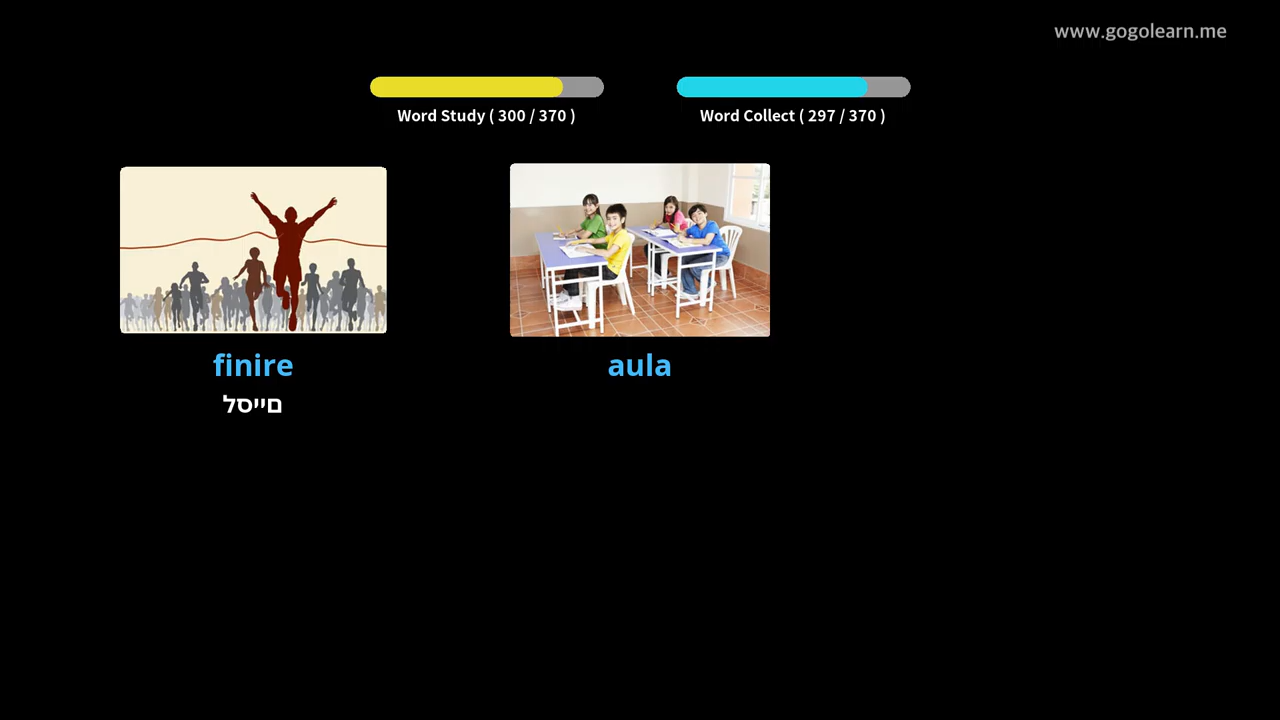 www.gogolearn.me
Word Study ( 300 / 370 )
Word Collect ( 297 / 370 )
finire
םייסל
aula